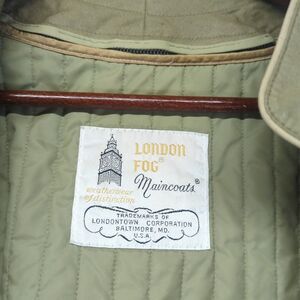 LONDON
FOG®
Maincoats®
weatherwear
of distinction
TRADEMARKS OF
LONDONTOWN CORPORATION
BALTIMORE, MD.
U.S.A.